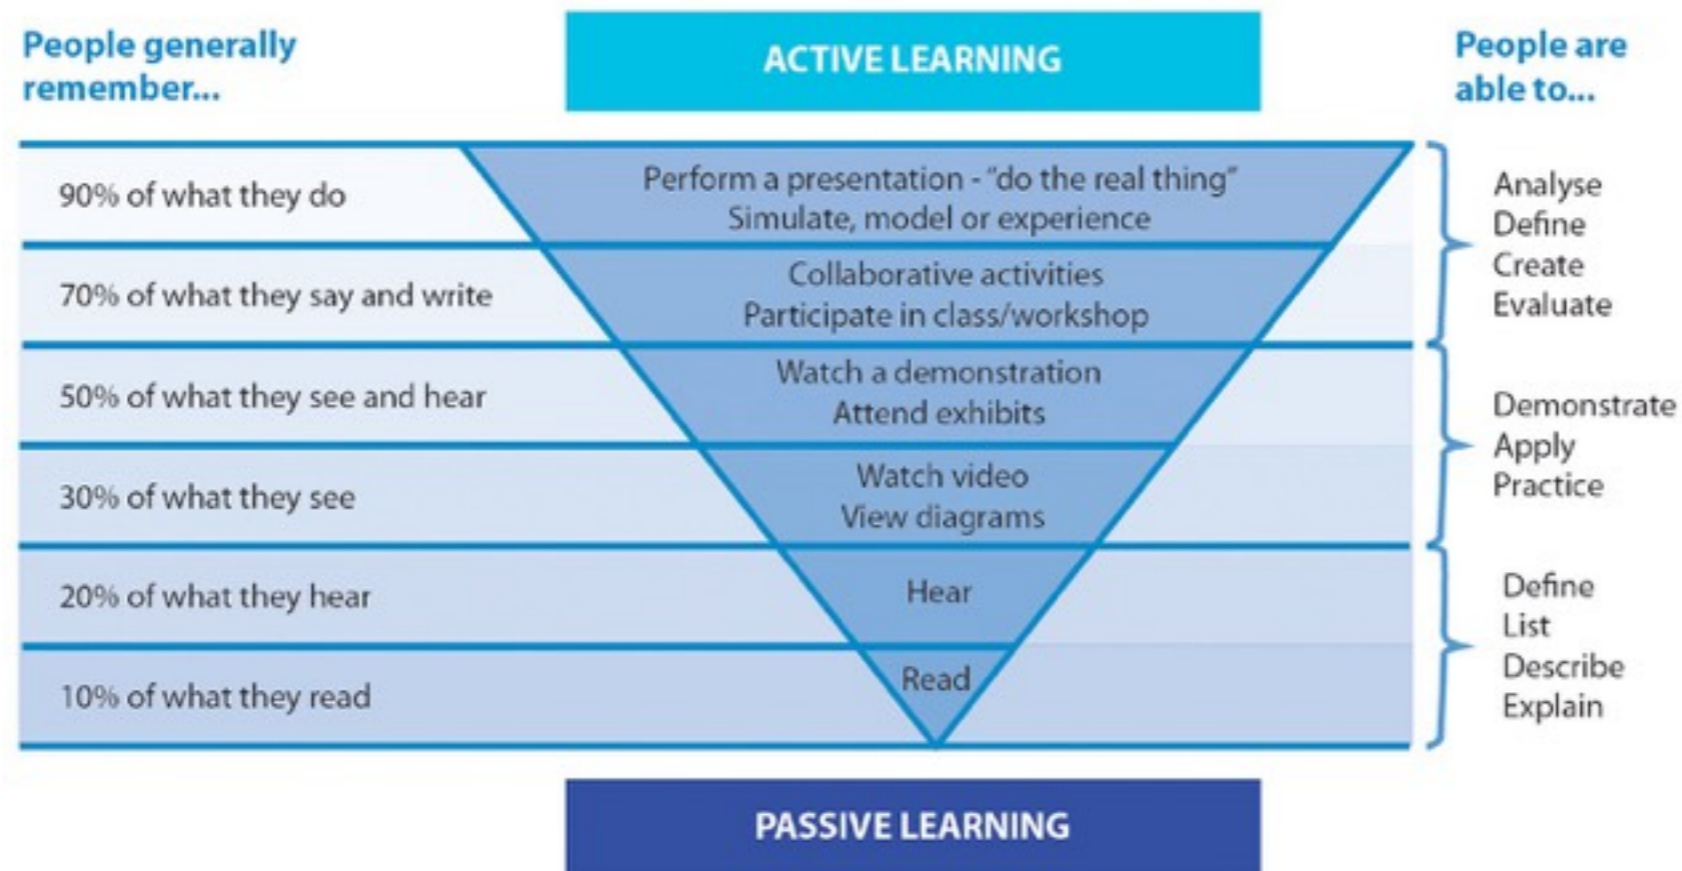 People generally
remember...
ACTIVE LEARNING
People are
able to...
90% of what they do
Perform a presentation - "do the real thing"
Simulate, model or experience
70% of what they say and write
Collaborative activities
Participate in class/workshop
Analyse
Define
Create
Evaluate
50% of what they see and hear
Watch a demonstration
Attend exhibits
30% of what they see
Watch video
View diagrams
Demonstrate
Apply
Practice
20% of what they hear
Hear
10% of what they read
Read
Define
List
Describe
Explain
PASSIVE LEARNING